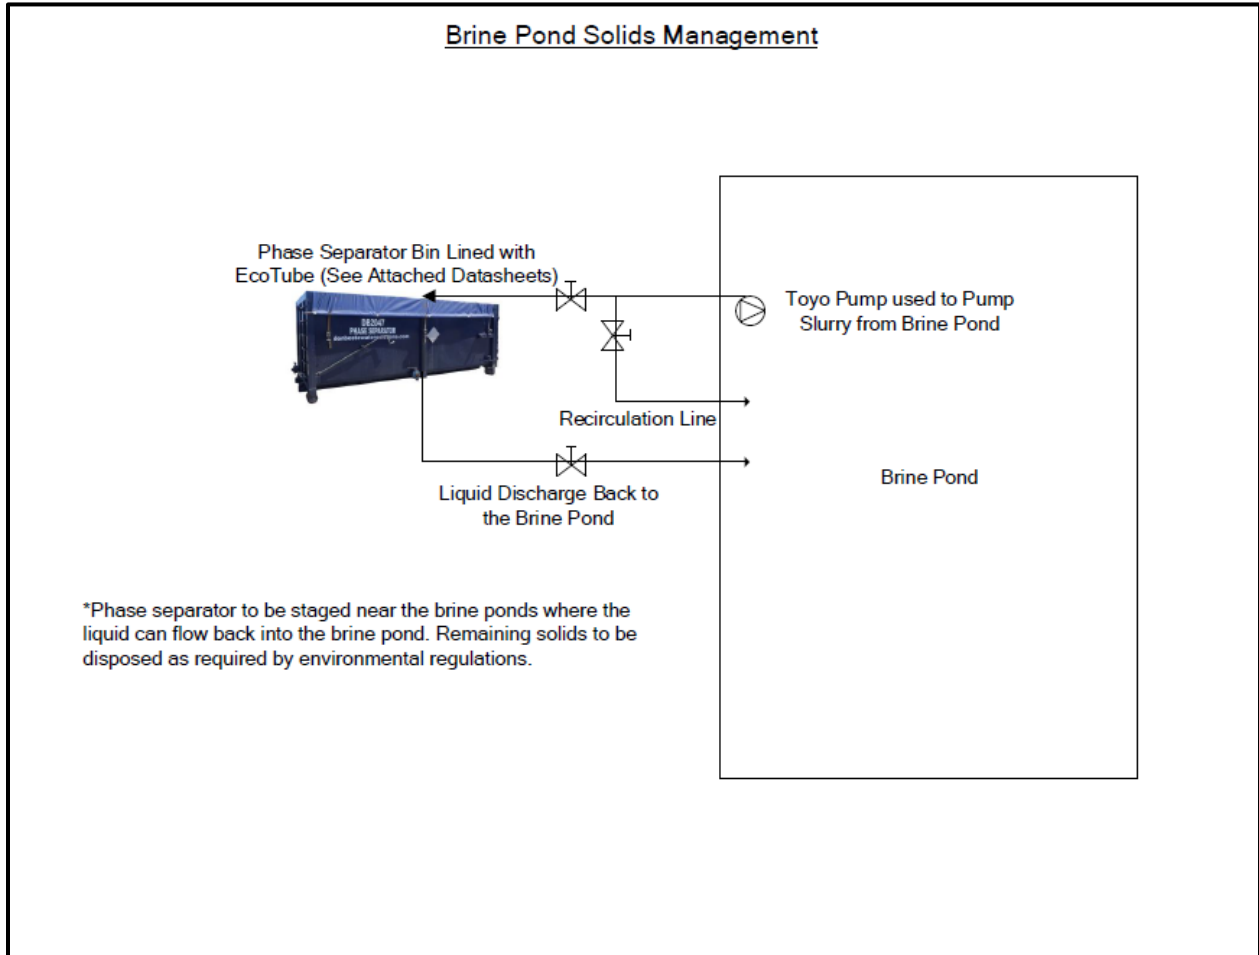 Brine Pond Solids Management
Phase Separator Bin Lined with
EcoTube (See Attached Datasheets)
DB2047
PHASE SEPARATOR
Toyo Pump used to Pump
Slurry from Brine Pond
Recirculation Line
Brine Pond
Liquid Discharge Back to
the Brine Pond
*Phase separator to be staged near the brine ponds where the
liquid can flow back into the brine pond. Remaining solids to be
disposed as required by environmental regulations.